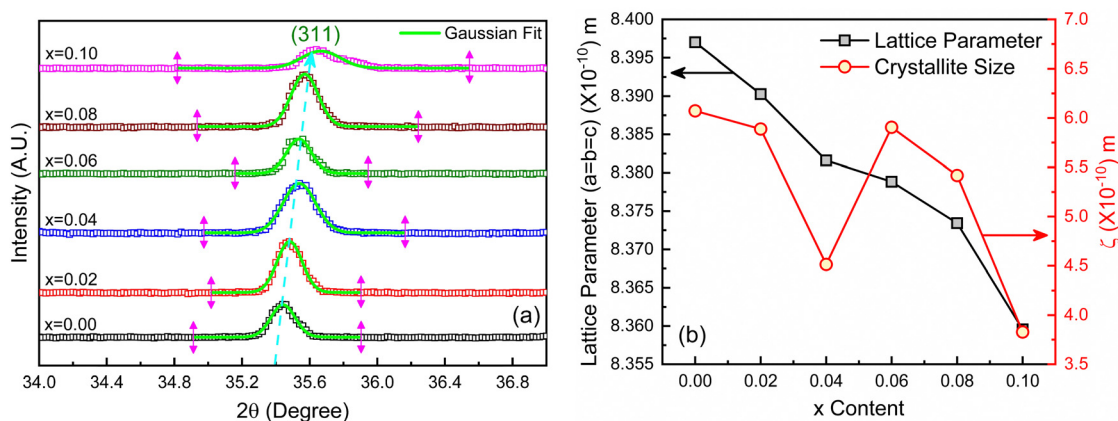 (311)
Gaussian Fit
x=0.10
x=0.08
x=0.06
x=0.04
x=0.02
x=0.00
(a)
Intensity (A.U.)
34.0 34.4 34.8 35.2 35.6 36.0 36.4 36.8
2θ (Degree)
8.400
8.395
8.390
8.385
8.380
8.375
8.370
8.365
8.360
8.355
Lattice Parameter (a=b=c) (X10⁻¹⁰) m
Lattice Parameter
Crystallite Size
(b)
0.00 0.02 0.04 0.06 0.08 0.10
x Content
7.0
6.5
6.0
5.5
5.0
4.5
4.0
3.5
ζ (X10⁻¹⁰) m